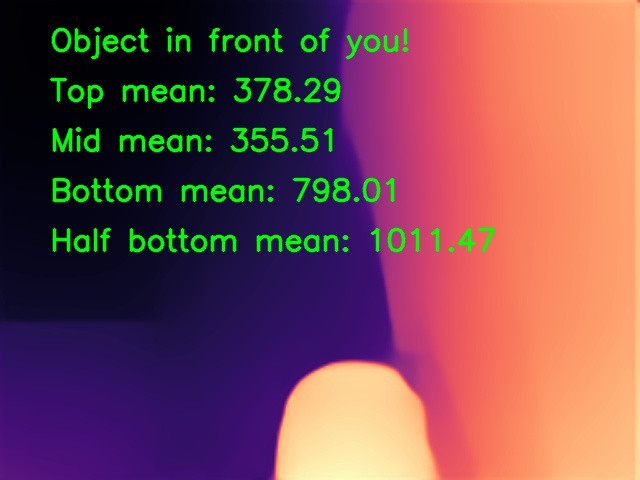 Object in front of you!
Top mean: 378.29
Mid mean: 355.51
Bottom mean: 798.01
Half bottom mean: 1011.47